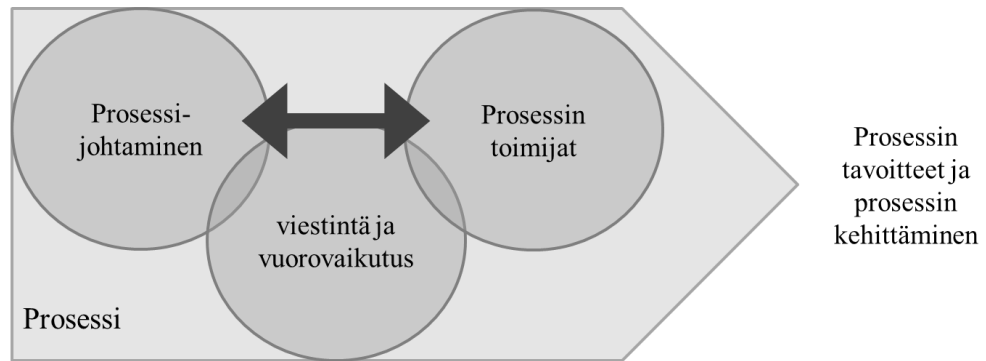 Prosessi-
johtaminen
Prosessin
toimijat
viestintä ja
vuorovaikutus
Prosessi
Prosessin
tavoitteet ja
prosessin
kehittäminen